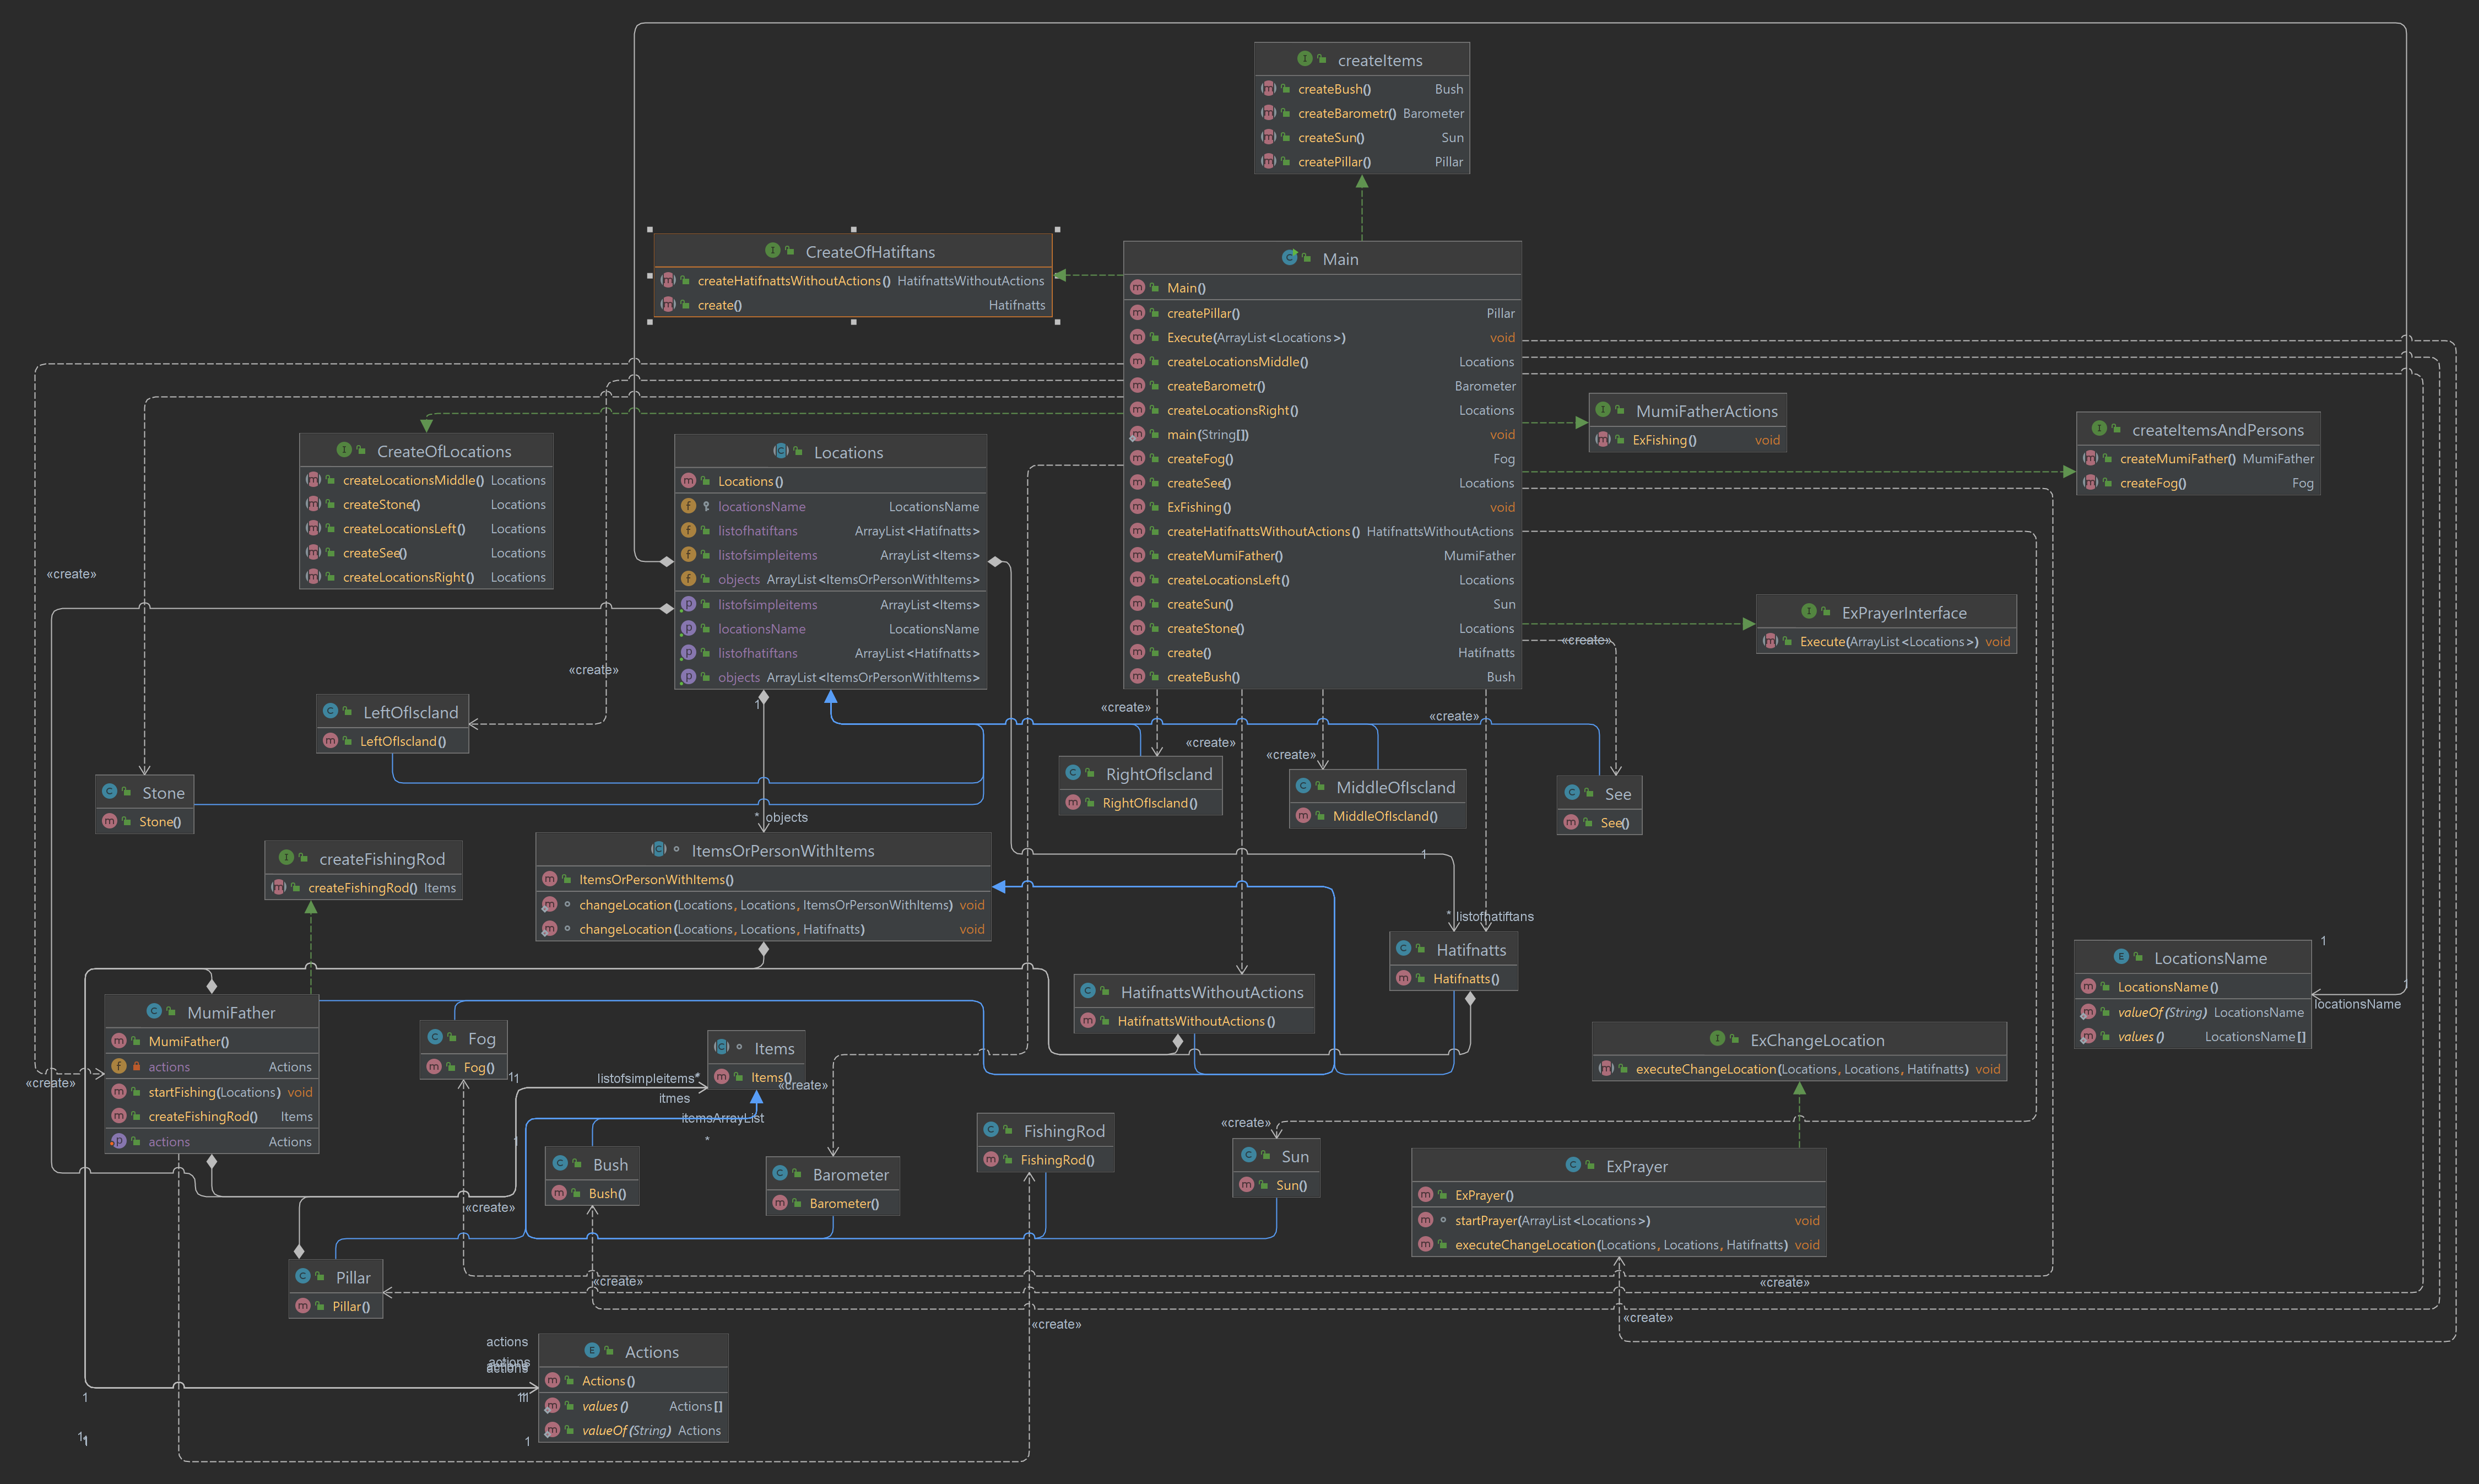 createItems
createBush() Bush
createBarometr() Barometer
createSun() Sun
createPillar() Pillar
CreateOfHatiftans
createHatifnattsWithoutActions() HatifnattsWithoutActions
create() Hatifnatts
Main
Main()
createPillar() Pillar
Execute(ArrayList<Locations>) void
createLocationsMiddle() Locations
createBarometr() Barometer
createLocationsRight() Locations
main(String[]) void
createFog() Fog
createSee() Locations
ExFishing() void
createHatifnattsWithoutActions() HatifnattsWithoutActions
createMumiFather() MumiFather
createLocationsLeft() Locations
createSun() Sun
createStone() Locations
create() Hatifnatts
createBush() Bush
MumiFatherActions
ExFishing() void
createItemsAndPersons
createMumiFather() MumiFather
createFog() Fog
CreateOfLocations
createLocationsMiddle() Locations
createStone() Locations
createLocationsLeft() Locations
createSee() Locations
createLocationsRight() Locations
Locations
Locations()
locationsName LocationsName
listofhatiftans ArrayList<Hatifnatts>
listofsimpleitems ArrayList<Items>
objects ArrayList<ItemsOrPersonWithItems>
listofsimpleitems ArrayList<Items>
locationsName LocationsName
listofhatiftans ArrayList<Hatifnatts>
objects ArrayList<ItemsOrPersonWithItems>
«create»
ExPrayerInterface
Execute(ArrayList<Locations>) void
«create»
«create»
1
«create»
«create»
«create»
«create»
LeftOfIscland
LeftOfIscland()
RightOfIscland
RightOfIscland()
MiddleOfIscland
MiddleOfIscland()
See
See()
Stone
Stone()
* objects
createFishingRod
createFishingRod() Items
ItemsOrPersonWithItems
ItemsOrPersonWithItems()
changeLocation(Locations, Locations, ItemsOrPersonWithItems) void
changeLocation(Locations, Locations, Hatifnatts) void
1
* listofhatiftans
Hatifnatts
Hatifnatts()
1
LocationsName
LocationsName()
valueOf(String) LocationsName
values() LocationsName[]
locationsName
HatifnattsWithoutActions
HatifnattsWithoutActions()
MumiFather
MumiFather()
actions Actions
startFishing(Locations) void
createFishingRod() Items
actions Actions
«create»
Fog
Fog()
11
Items
Items()
listofsimpleitems*
itmes
«create»
itemsArrayList
*
1
ExChangeLocation
executeChangeLocation(Locations, Locations, Hatifnatts) void
FishingRod
FishingRod()
«create»
Sun
Sun()
Bush
Bush()
Barometer
Barometer()
ExPrayer
ExPrayer()
startPrayer(ArrayList<Locations>) void
executeChangeLocation(Locations, Locations, Hatifnatts) void
«create»
Pillar
Pillar()
«create»
«create»
«create»
«create»
actions
actions
actions
Actions
Actions()
values() Actions[]
valueOf(String) Actions
1
1
1
1